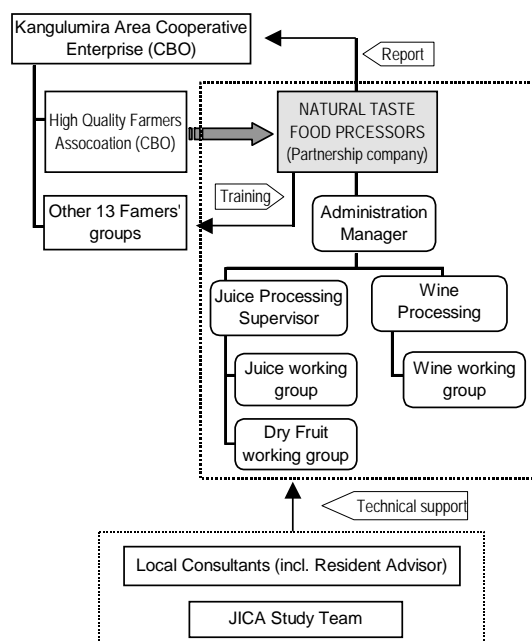 Kangulumira Area Cooperative
Enterprise (CBO)
Report
High Quality Farmers
Assocoation (CBO)
NATURAL TASTE
FOOD PRCESSORS
(Partnership company)
Training
Other 13 Famers'
groups
Administration
Manager
Juice Processing
Supervisor
Wine
Processing
Juice working
group
Wine working
group
Dry Fruit
working group
Technical support
Local Consultants (incl. Resident Advisor)
JICA Study Team